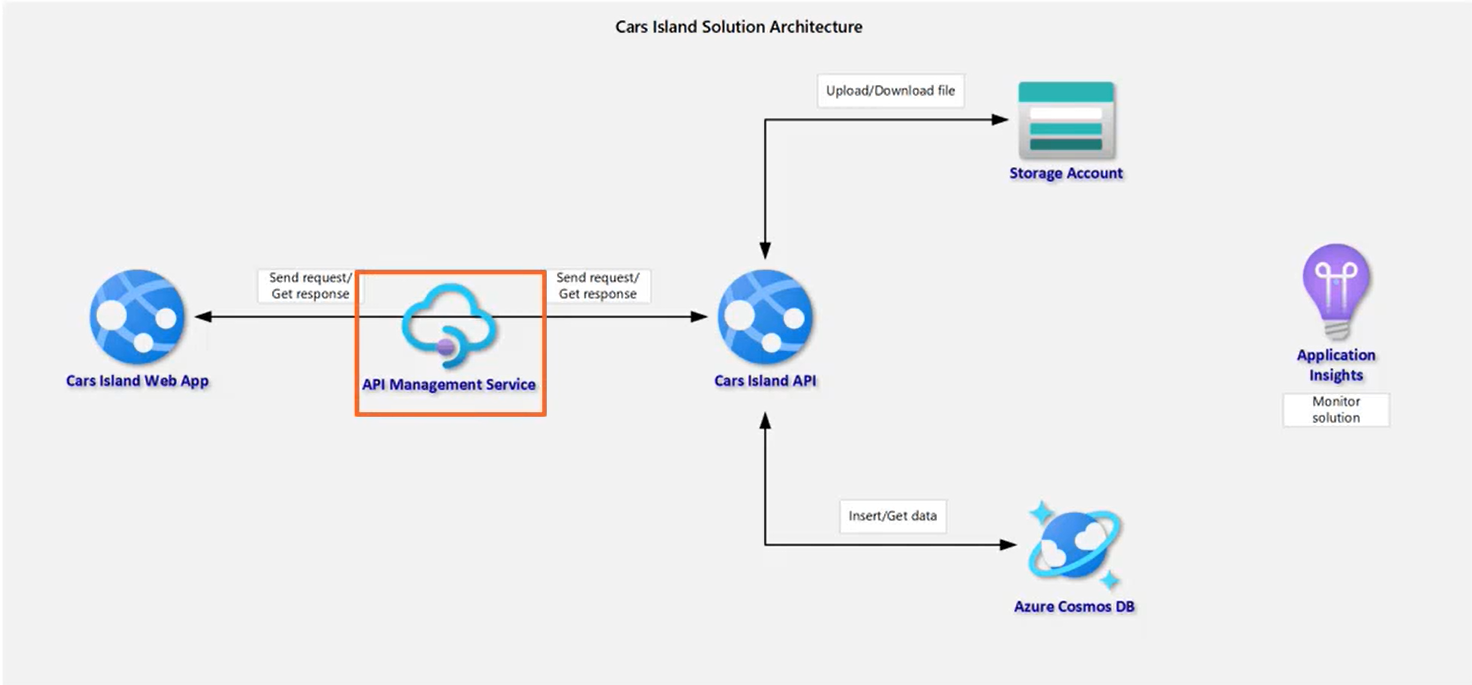 Cars Island Solution Architecture
Upload/Download file
Storage Account
Send request/
Get response
Send request/
Get response
API Management Service
Cars Island Web App
Cars Island API
Application
Insights
Monitor
solution
Insert/Get data
Azure Cosmos DB